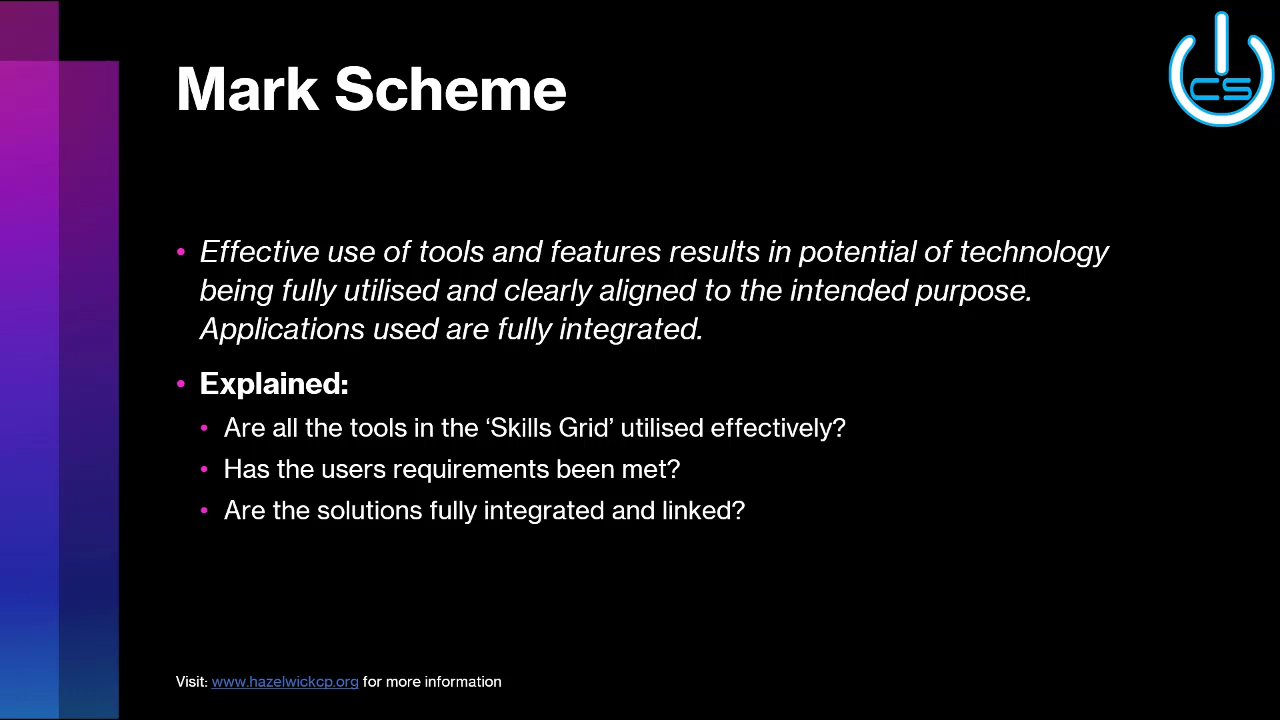 Mark Scheme
CS
• Effective use of tools and features results in potential of technology
being fully utilised and clearly aligned to the intended purpose.
Applications used are fully integrated.
• Explained:
• Are all the tools in the ‘Skills Grid’ utilised effectively?
• Has the users requirements been met?
• Are the solutions fully integrated and linked?
Visit: www.hazelwickcp.org for more information